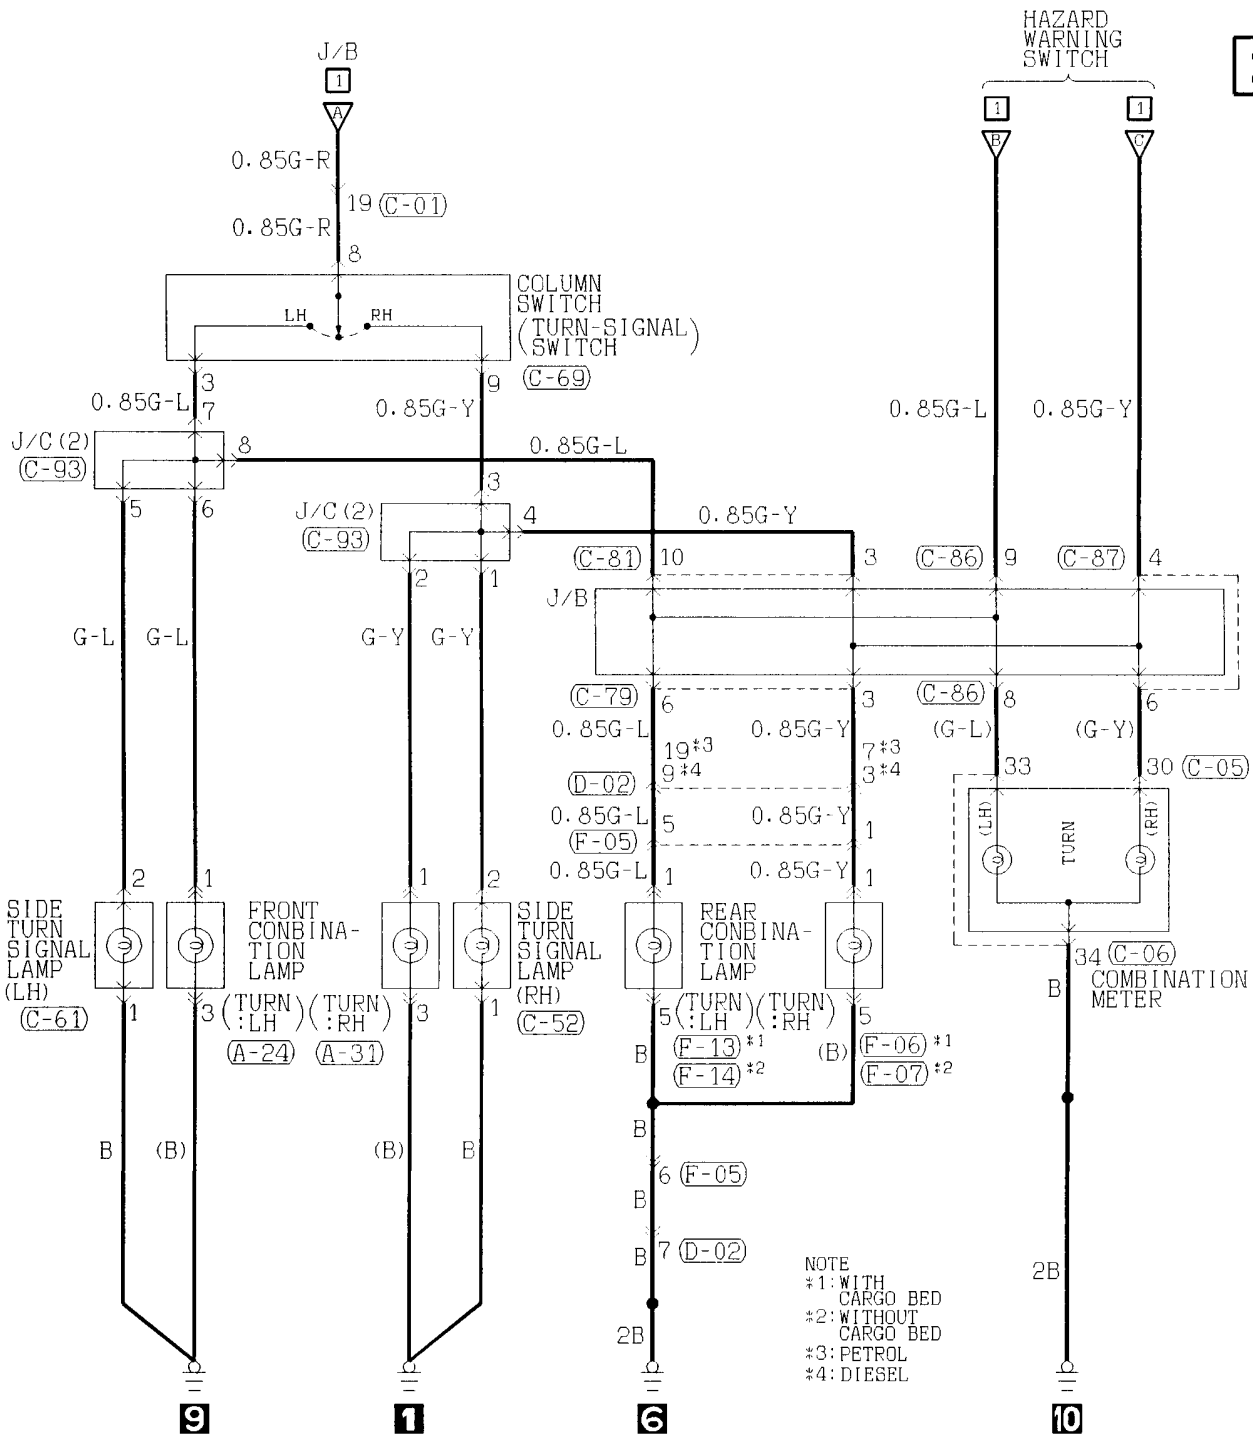 HAZARD
WARNING
SWITCH
J/B
1
A
1
1
B
C
0.85G-R
19 (C-01)
0.85G-R
8
COLUMN
SWITCH
(TURN-SIGNAL)
SWITCH
LH
RH
(C-69)
3
9
0.85G-L
7
0.85G-Y
0.85G-L
0.85G-Y
J/C(2)
(C-93)
8
0.85G-L
5
6
3
J/C(2)
(C-93)
4
0.85G-Y
2
1
(C-81)
10
3
(C-86)
9
(C-87)
4
J/B
G-L
G-L
G-Y
G-Y
(C-79)
6
3
(C-86)
8
6
0.85G-L
0.85G-Y
(G-L)
(G-Y)
19*3
9*4
7*3
3*4
(D-02)
33
30 (C-05)
0.85G-L
5
0.85G-Y
1
(F-05)
(LH)
TURN
(RH)
0.85G-L
1
0.85G-Y
1
2
1
1
2
SIDE
TURN
SIGNAL
LAMP
(LH)
(C-61)
FRONT
CONBINA-
TION
LAMP
(TURN
:LH)
(TURN
:RH)
(A-24)
(A-31)
SIDE
TURN
SIGNAL
LAMP
(RH)
(C-52)
REAR
CONBINA-
TION
LAMP
(TURN
:LH)
(TURN
:RH)
1
3
3
1
5
5
(F-13)*1
(F-14)*2
(F-06)*1
(F-07)*2
34 (C-06)
COMBINATION
METER
B
B
(B)
B
(B)
(B)
B
B
6 (F-05)
B
B
7 (D-02)
2B
2B
NOTE
*1:WITH
CARGO BED
*2:WITHOUT
CARGO BED
*3:PETROL
*4:DIESEL
9
1
6
10